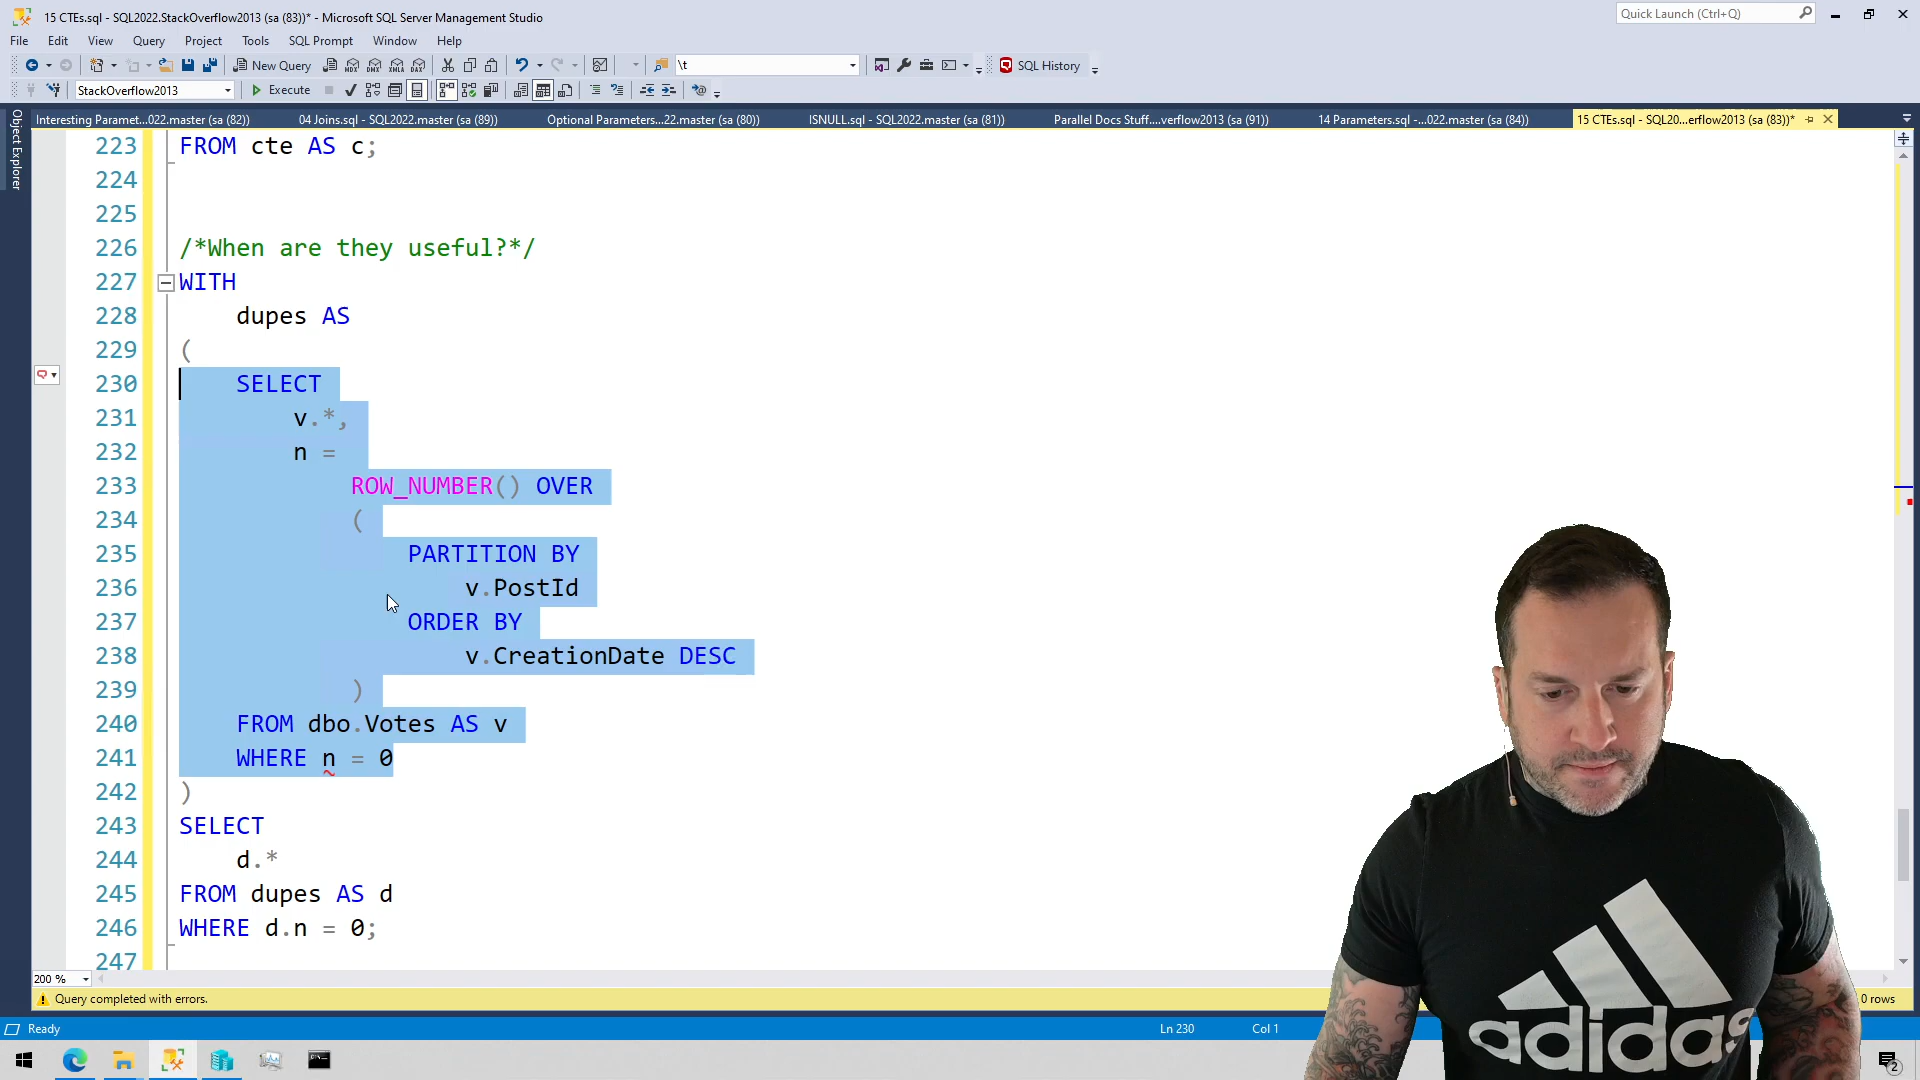 15 CTEs.sql - SQL2022.StackOverflow2013 (sa (83))* - Microsoft SQL Server Management Studio
Quick Launch (Ctrl+Q)
File Edit View Query Project Tools SQL Prompt Window Help
New Query
MDX DMX XMLA DAX
\t
SQL History
StackOverflow2013
Execute
Interesting Paramet...022.master (sa (82))
04 Joins.sql - SQL2022.master (sa (89))
Optional Parameters...22.master (sa (80))
ISNULL.sql - SQL2022.master (sa (81))
Parallel Docs Stuff....verflow2013 (sa (91))
14 Parameters.sql -...022.master (sa (84))
15 CTEs.sql - SQL20...erflow2013 (sa (83))*
Object Explorer
223 FROM cte AS c;
224
225
226 /*When are they useful?*/
227 WITH
228 dupes AS
229 (
230 SELECT
231 v.*,
232 n =
233 ROW_NUMBER() OVER
234 (
235 PARTITION BY
236 v.PostId
237 ORDER BY
238 v.CreationDate DESC
239 )
240 FROM dbo.Votes AS v
241 WHERE n = 0
242 )
243 SELECT
244 d.*
245 FROM dupes AS d
246 WHERE d.n = 0;
247
200 %
Query completed with errors.
0 rows
Ready
Ln 230
Col 1
adidas
2